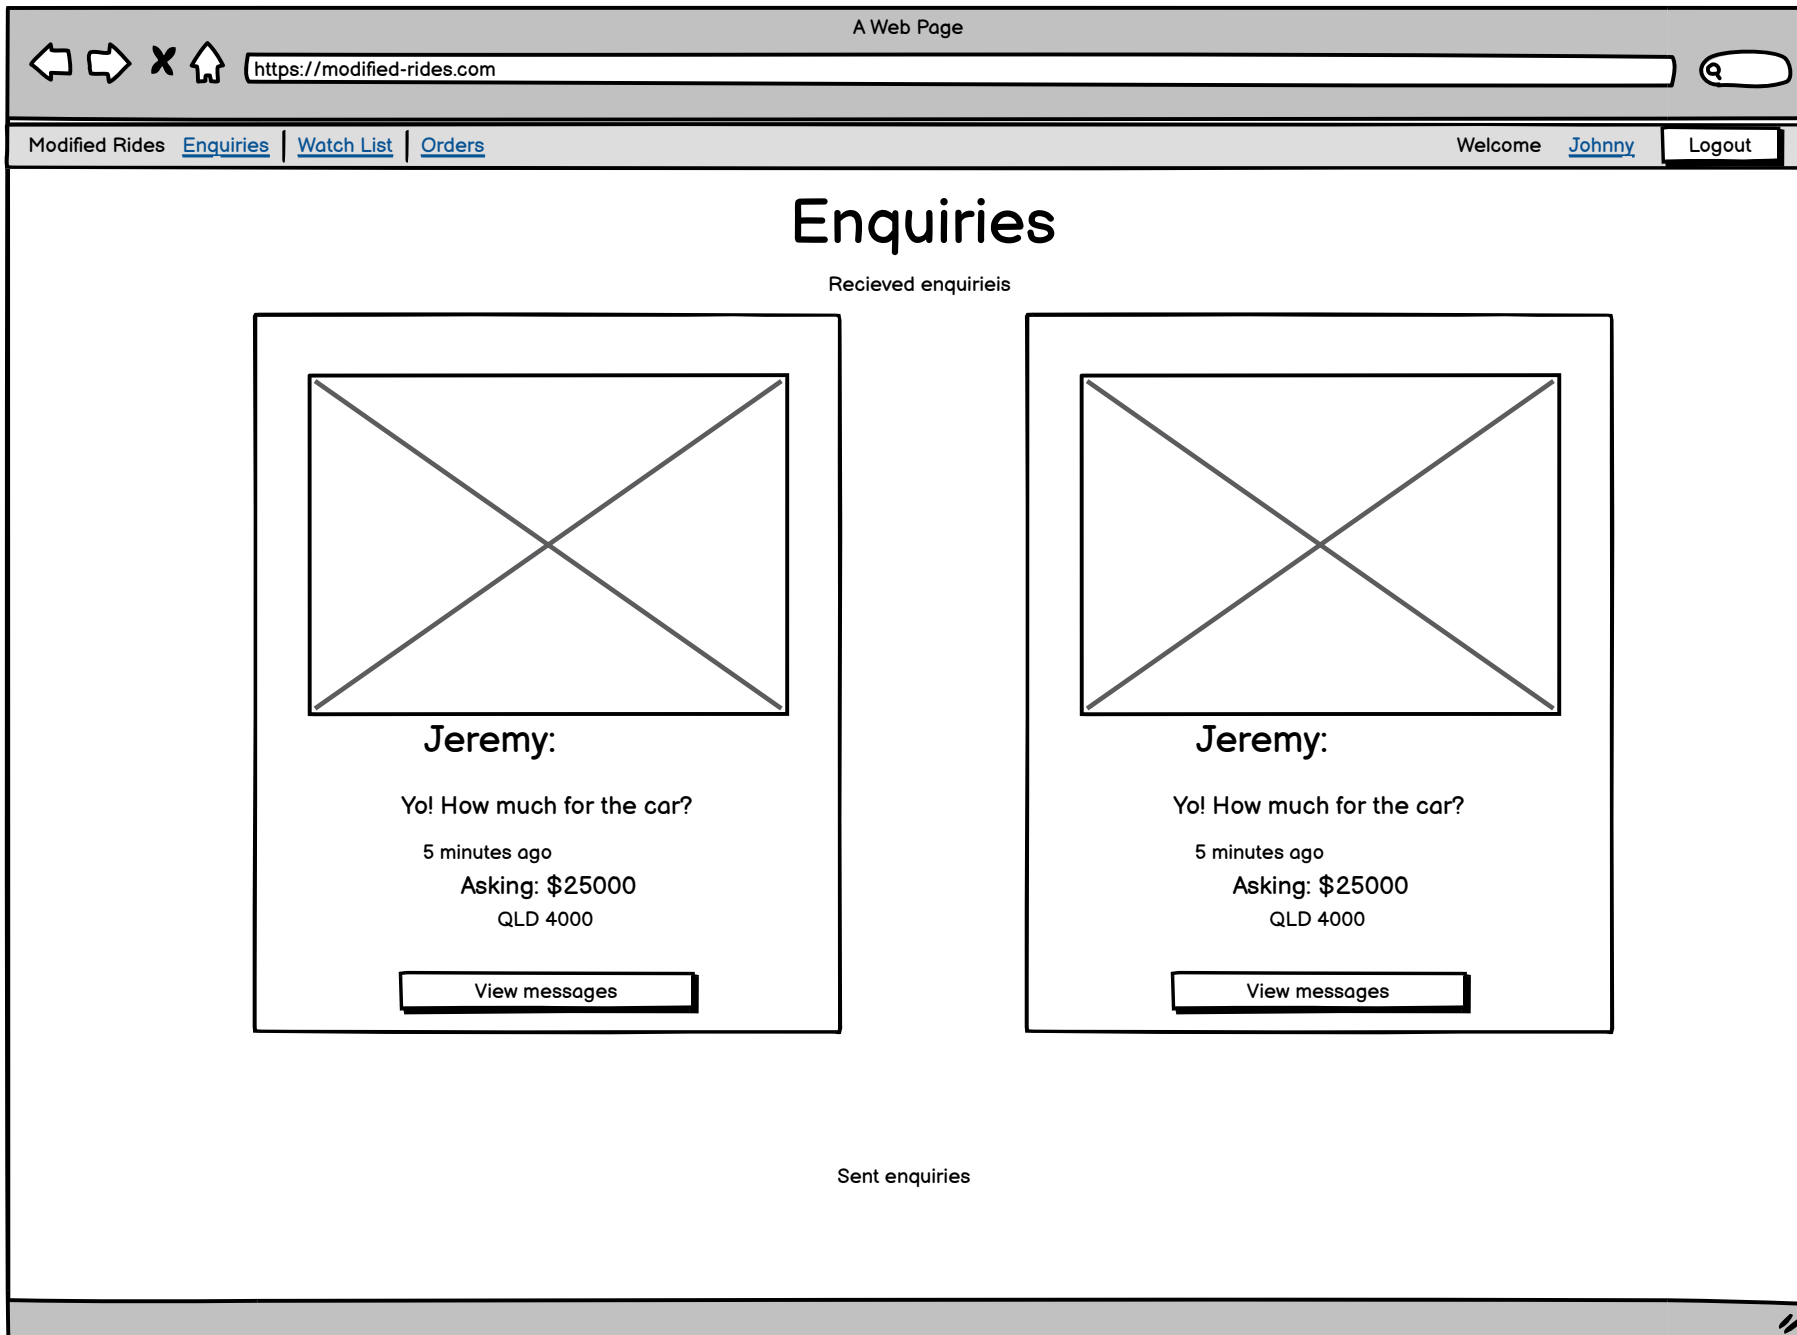 A Web Page
https://modified-rides.com
Modified Rides Enquiries Watch List Orders Welcome Johnny Logout
Enquiries
Recieved enquirieis
Jeremy:
Yo! How much for the car?
5 minutes ago
Asking: $25000
QLD 4000
View messages
Jeremy:
Yo! How much for the car?
5 minutes ago
Asking: $25000
QLD 4000
View messages
Sent enquiries